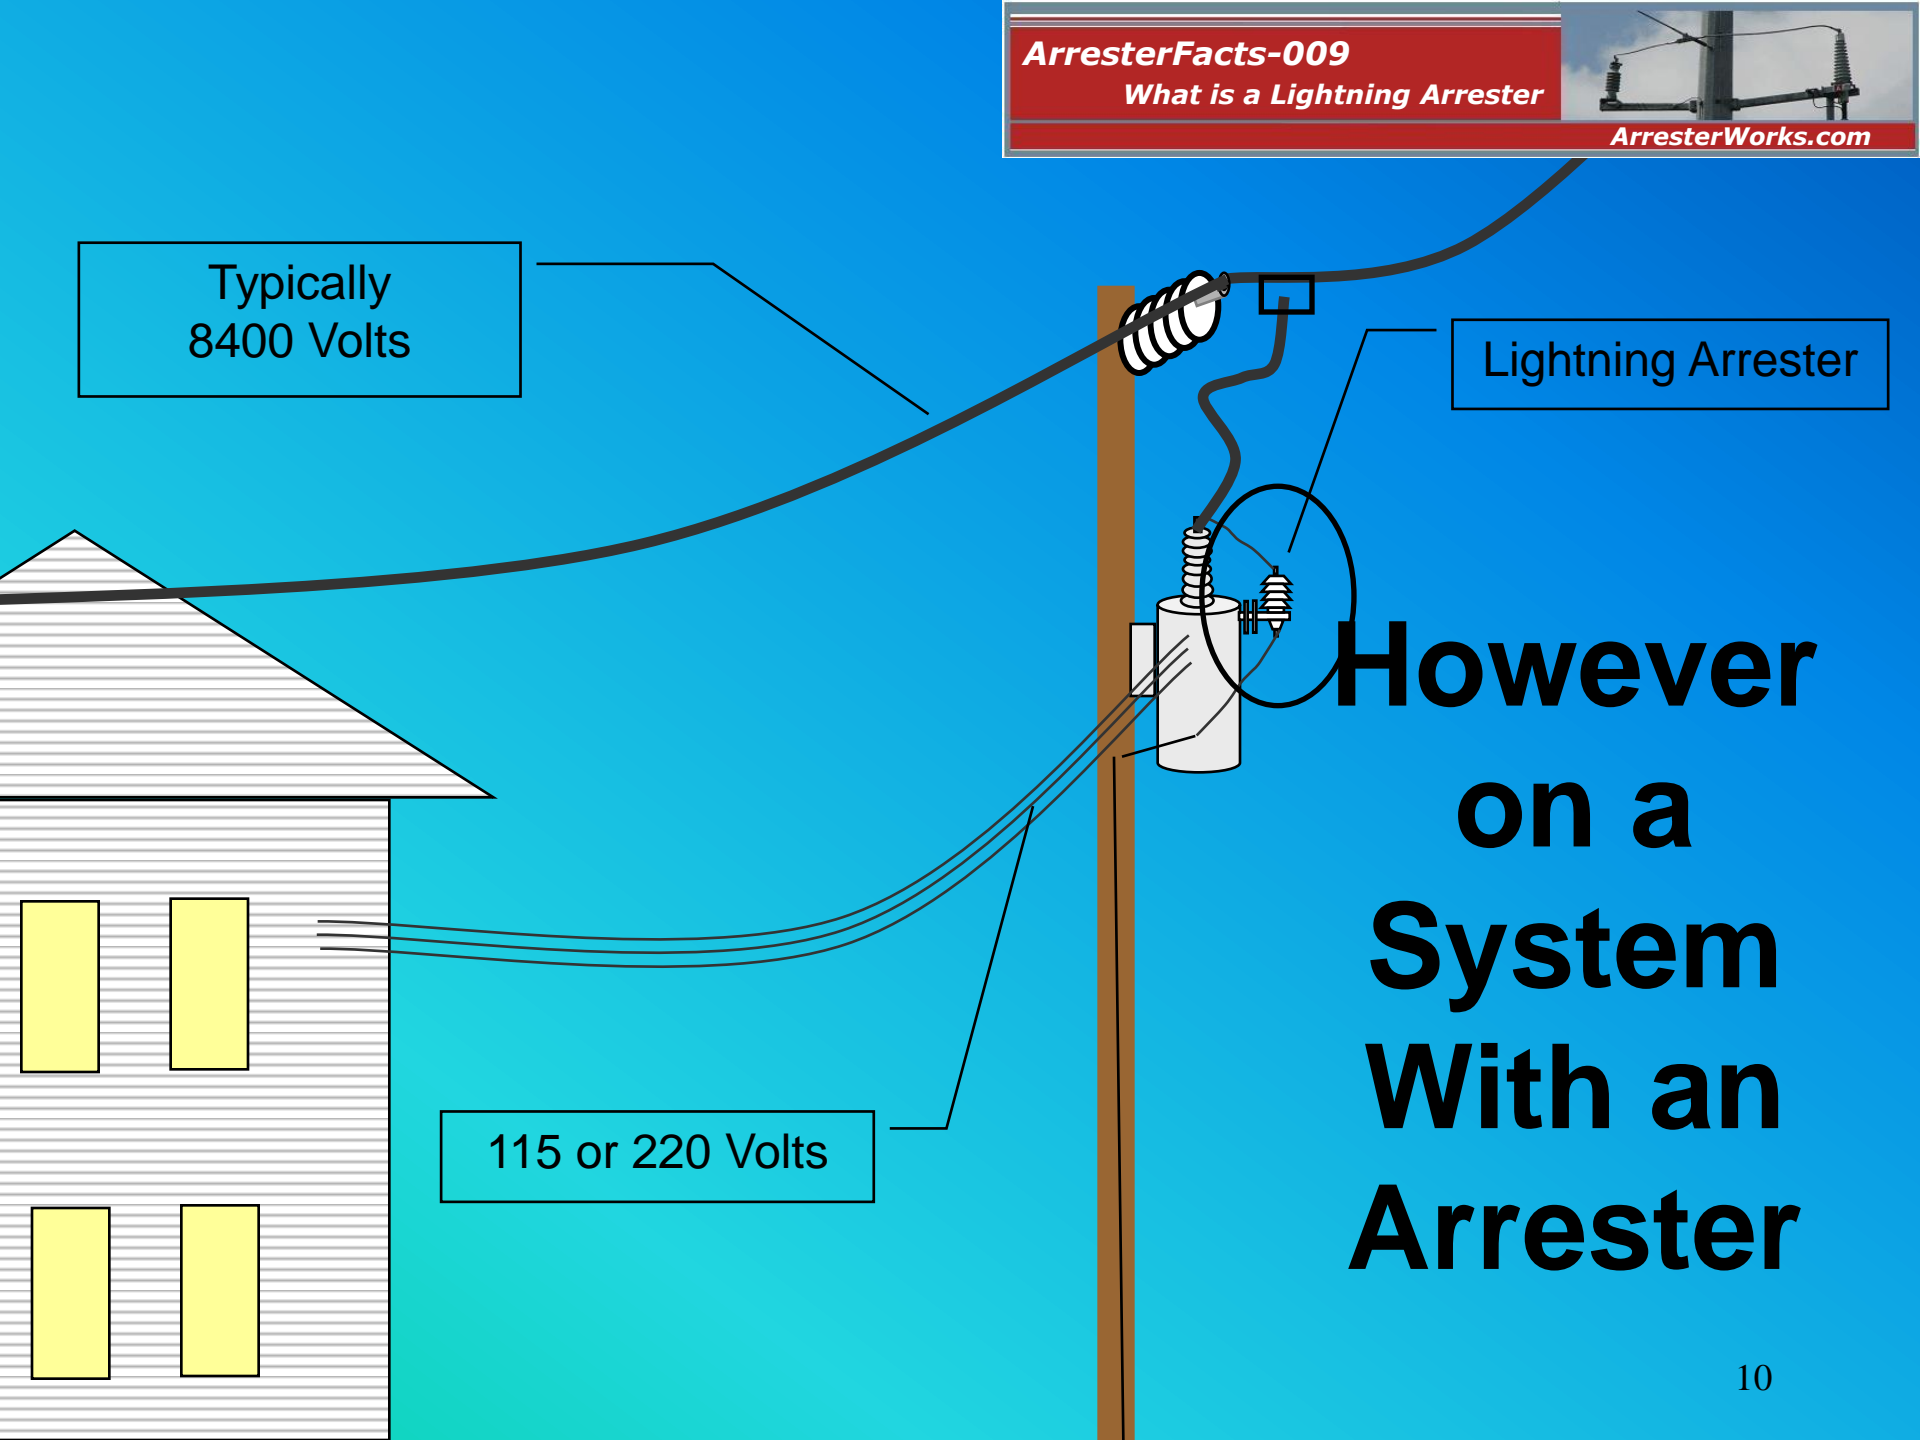 ArresterFacts-009
What is a Lightning Arrester
ArresterWorks.com
Typically
8400 Volts
Lightning Arrester
However
on a
System
With an
Arrester
115 or 220 Volts
10